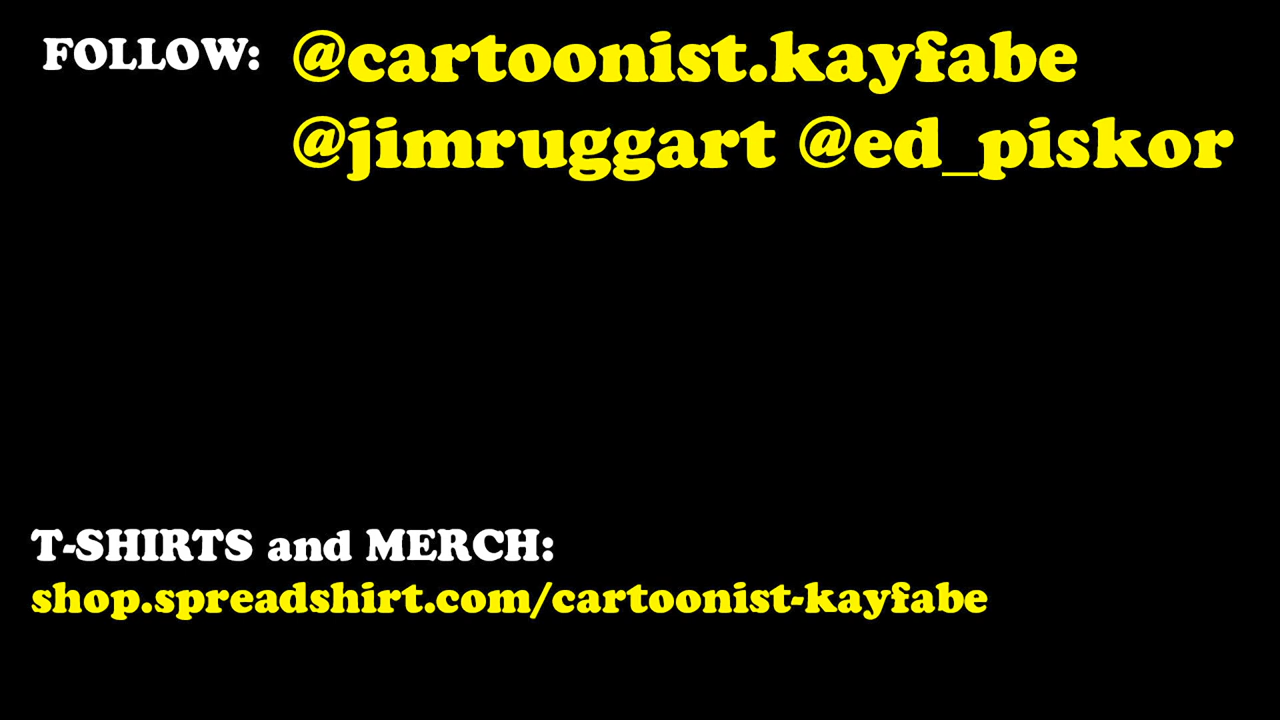 FOLLOW: @cartoonist.kayfabe
@jimruggart @ed_piskor
T-SHIRTS and MERCH:
shop.spreadshirt.com/cartoonist-kayfabe